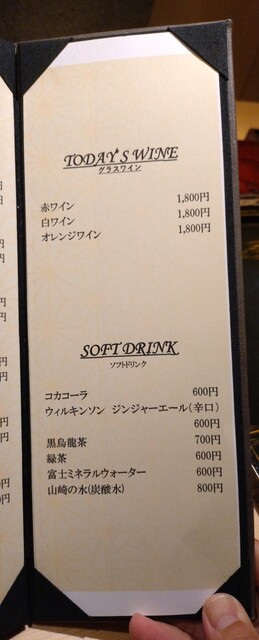 TODAY'S WINE
グラスワイン
赤ワイン 1,800円
白ワイン 1,800円
オレンジワイン 1,800円
SOFT DRINK
ソフトドリンク
コカコーラ 600円
ウィルキンソン ジンジャーエール(辛口)
600円
黒烏龍茶 700円
緑茶 600円
富士ミネラルウォーター 600円
山崎の水(炭酸水) 800円